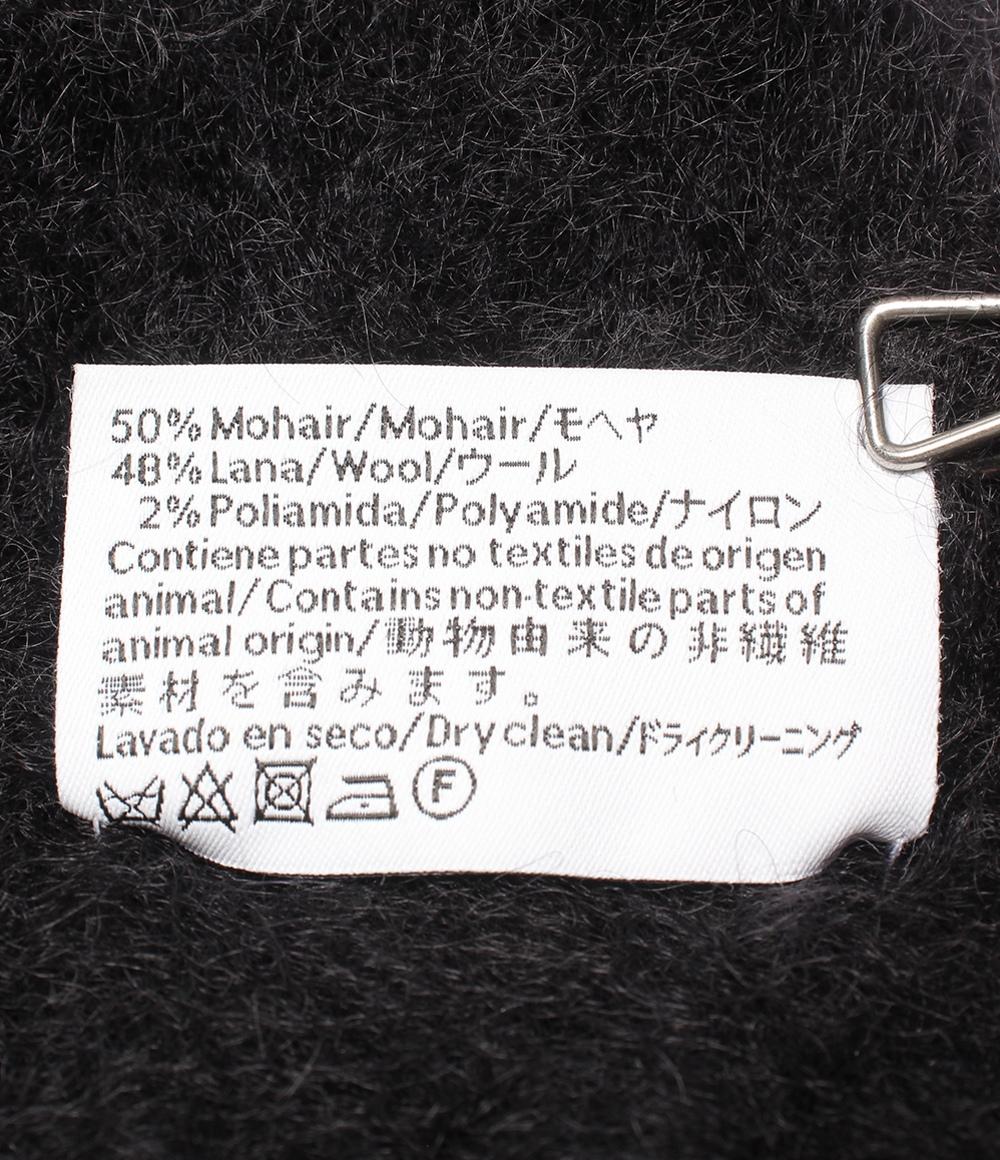 50% Mohair/Mohair/モヘヤ
48% Lana/Wool/ウール
2% Poliamida/Polyamide/ナイロン
Contiene partes no textiles de origen
animal/Contains non-textile parts of
animal origin/動物由来の非繊維
素材を含みます。
Lavado en seco/Dry clean/ドライクリーニング
F